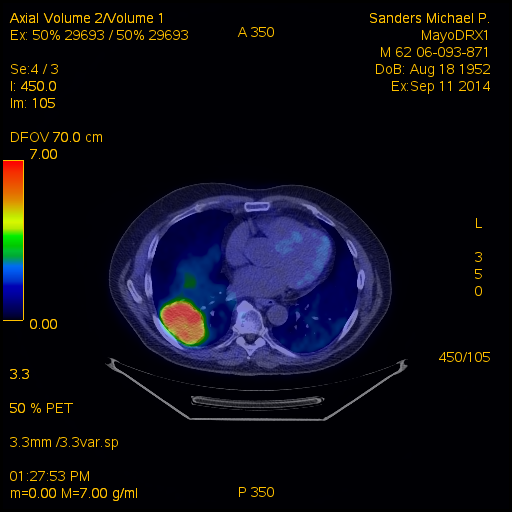 Axial Volume 2/Volume 1
Ex: 50% 29693 / 50% 29693
Se:4 / 3
I: 450.0
Im: 105
DFOV 70.0 cm
7.00
0.00
3.3
50 % PET
3.3mm /3.3var.sp
01:27:53 PM
m=0.00 M=7.00 g/ml
A 350
Sanders Michael P.
MayoDRX1
M 62 06-093-871
DoB: Aug 18 1952
Ex:Sep 11 2014
L
3
5
0
450/105
P 350